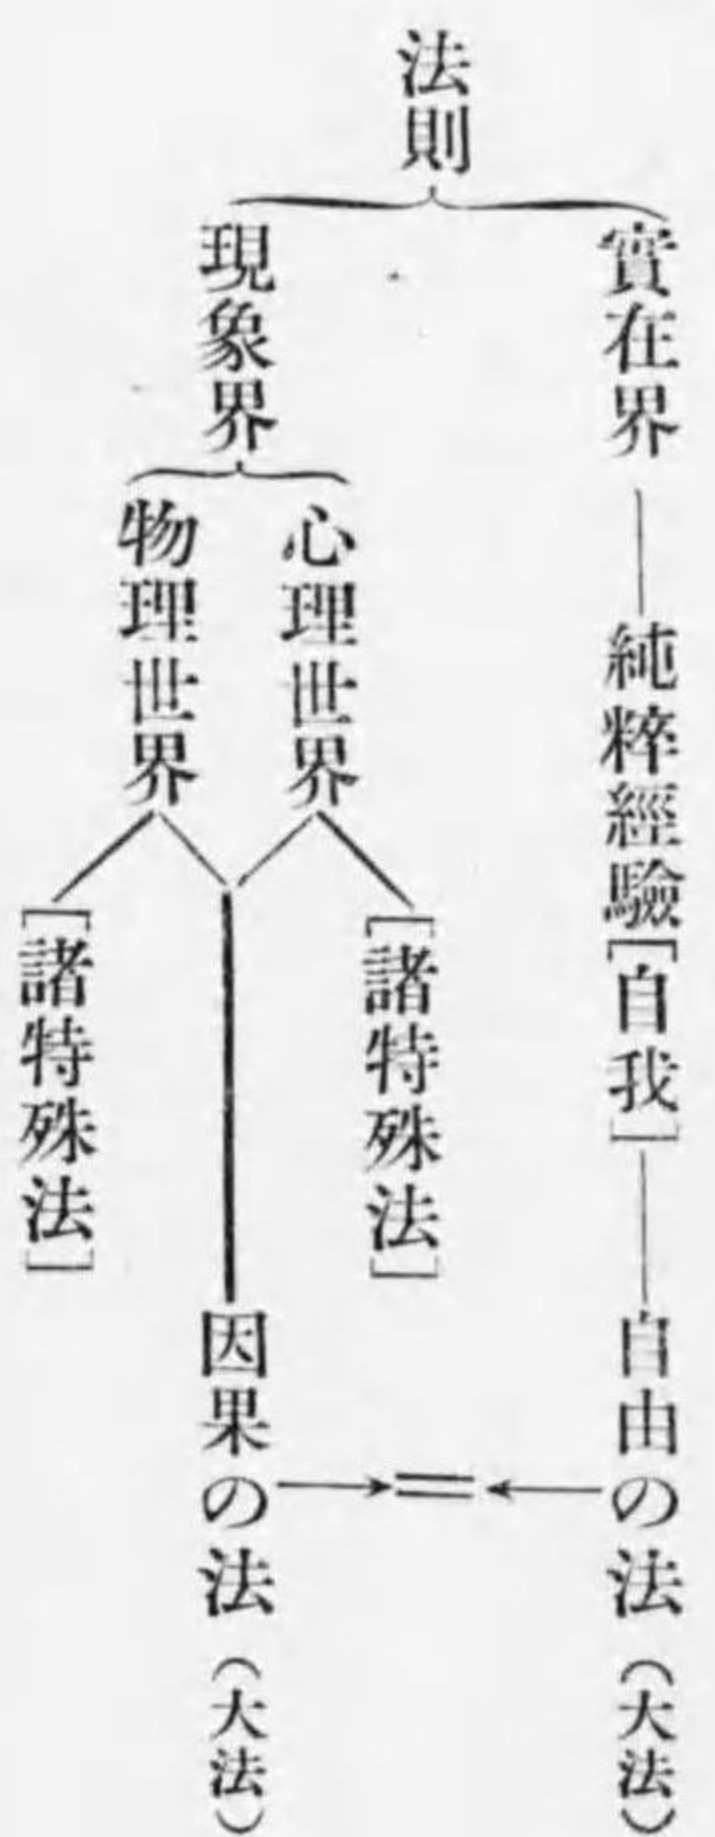 法則
實在界
純粹經驗[自我]
自由の法(大法)
現象界
心理世界
[諸特殊法]
物理世界
[諸特殊法]
因果の法(大法)